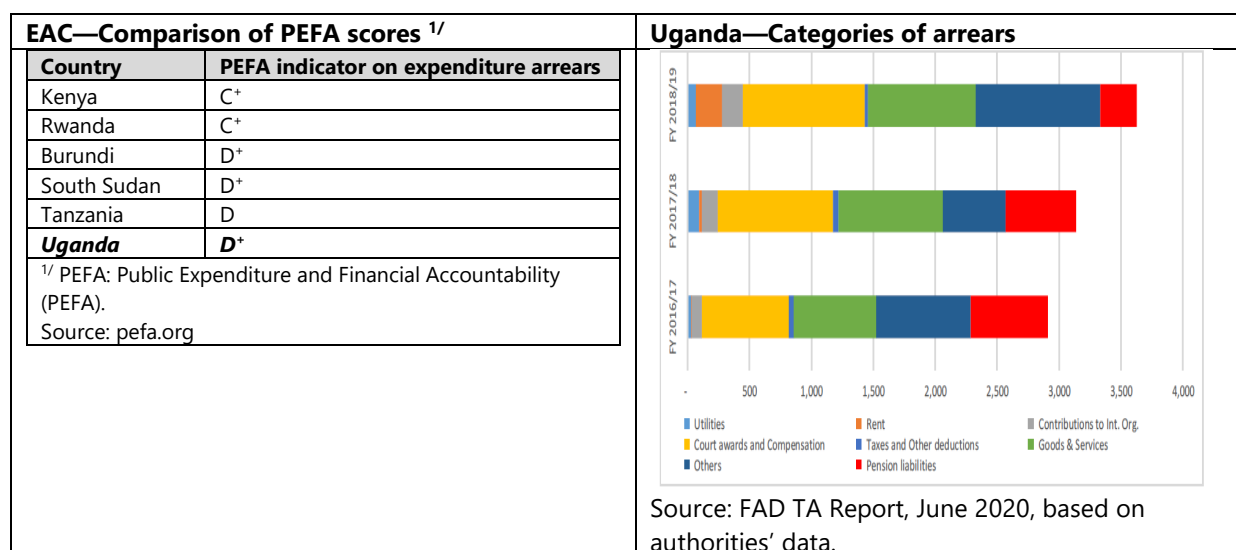 EAC—Comparison of PEFA scores 1/
Country PEFA indicator on expenditure arrears
Kenya C+
Rwanda C+
Burundi D+
South Sudan D+
Tanzania D
Uganda D+
1/ PEFA: Public Expenditure and Financial Accountability
(PEFA).
Source: pefa.org
Uganda—Categories of arrears
FY 2018/19
FY 2017/18
FY 2016/17
- 500 1,000 1,500 2,000 2,500 3,000 3,500 4,000
Utilities Rent Contributions to Int. Org.
Court awards and Compensation Taxes and Other deductions Goods & Services
Others Pension liabilities
Source: FAD TA Report, June 2020, based on
authorities’ data.